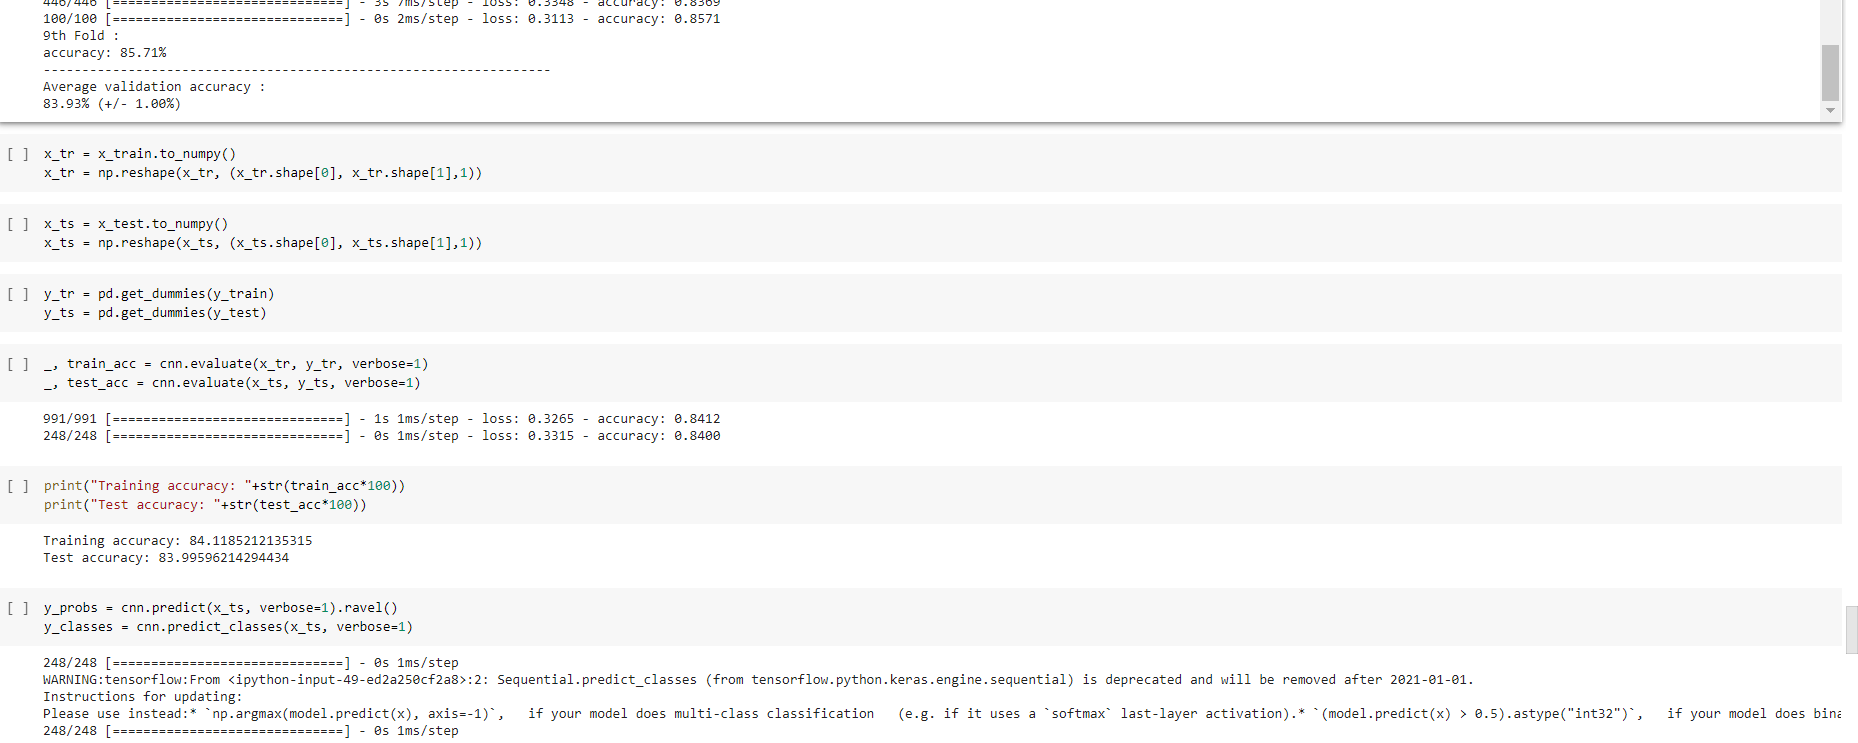 446/446 [==============================] - 3s 7ms/step - loss: 0.3348 - accuracy: 0.8369
100/100 [==============================] - 0s 2ms/step - loss: 0.3113 - accuracy: 0.8571
9th Fold :
accuracy: 85.71%
------------------------------------------------------------------
Average validation accuracy :
83.93% (+/- 1.00%)
[ ] x_tr = x_train.to_numpy()
x_tr = np.reshape(x_tr, (x_tr.shape[0], x_tr.shape[1],1))
[ ] x_ts = x_test.to_numpy()
x_ts = np.reshape(x_ts, (x_ts.shape[0], x_ts.shape[1],1))
[ ] y_tr = pd.get_dummies(y_train)
y_ts = pd.get_dummies(y_test)
[ ] _, train_acc = cnn.evaluate(x_tr, y_tr, verbose=1)
_, test_acc = cnn.evaluate(x_ts, y_ts, verbose=1)
991/991 [==============================] - 1s 1ms/step - loss: 0.3265 - accuracy: 0.8412
248/248 [==============================] - 0s 1ms/step - loss: 0.3315 - accuracy: 0.8400
[ ] print("Training accuracy: "+str(train_acc*100))
print("Test accuracy: "+str(test_acc*100))
Training accuracy: 84.1185212135315
Test accuracy: 83.99596214294434
[ ] y_probs = cnn.predict(x_ts, verbose=1).ravel()
y_classes = cnn.predict_classes(x_ts, verbose=1)
248/248 [==============================] - 0s 1ms/step
WARNING:tensorflow:From <ipython-input-49-ed2a250cf2a8>:2: Sequential.predict_classes (from tensorflow.python.keras.engine.sequential) is deprecated and will be removed after 2021-01-01.
Instructions for updating:
Please use instead:* `np.argmax(model.predict(x), axis=-1)`,   if your model does multi-class classification   (e.g. if it uses a `softmax` last-layer activation).* `(model.predict(x) > 0.5).astype("int32")`,   if your model does bina
248/248 [==============================] - 0s 1ms/step